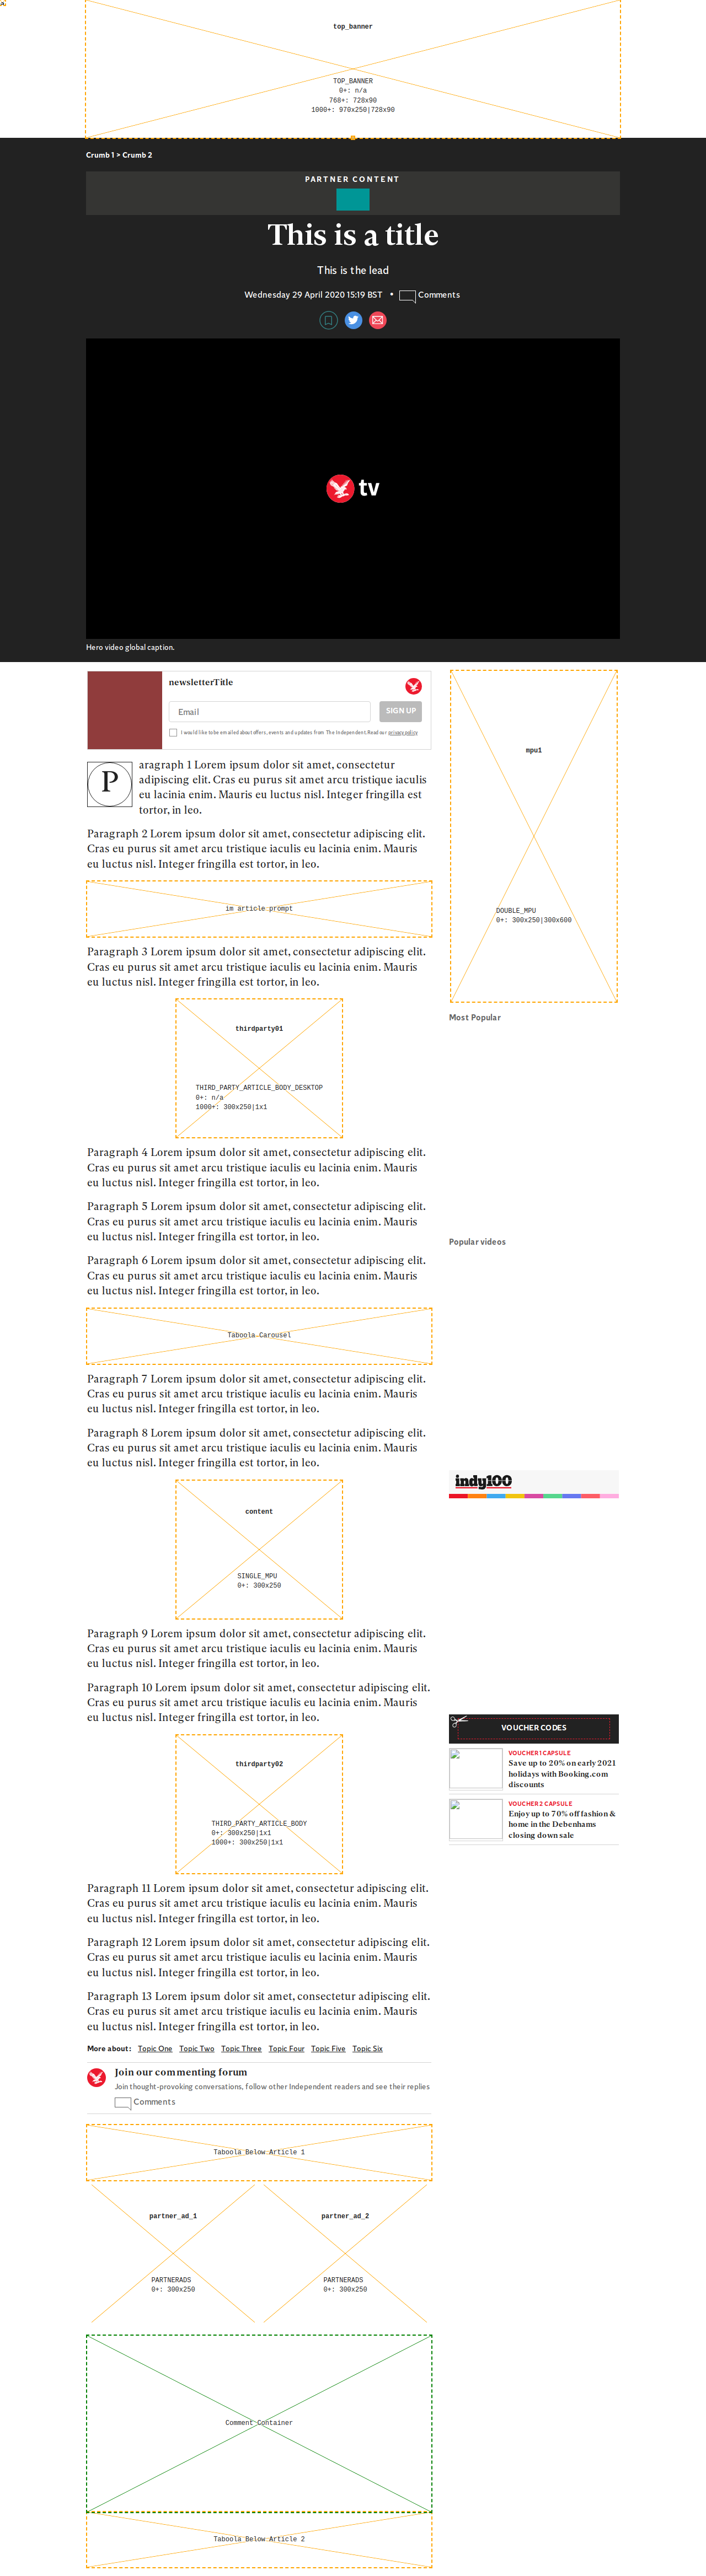 top_banner
TOP_BANNER
0+: n/a
768+: 728x90
1000+: 970x250|728x90
Crumb 1 > Crumb 2
PARTNER CONTENT
This is a title
This is the lead
Wednesday 29 April 2020 15:19 BST • Comments
tv
Hero video global caption.
newsletterTitle
Email
SIGN UP
I would like to be emailed about offers, events and updates from The Independent. Read our privacy policy
Paragraph 1 Lorem ipsum dolor sit amet, consectetur
adipiscing elit. Cras eu purus sit amet arcu tristique iaculis
eu lacinia enim. Mauris eu luctus nisl. Integer fringilla est
tortor, in leo.
Paragraph 2 Lorem ipsum dolor sit amet, consectetur adipiscing elit.
Cras eu purus sit amet arcu tristique iaculis eu lacinia enim. Mauris
eu luctus nisl. Integer fringilla est tortor, in leo.
im article prompt
Paragraph 3 Lorem ipsum dolor sit amet, consectetur adipiscing elit.
Cras eu purus sit amet arcu tristique iaculis eu lacinia enim. Mauris
eu luctus nisl. Integer fringilla est tortor, in leo.
thirdparty01
THIRD_PARTY_ARTICLE_BODY_DESKTOP
0+: n/a
1000+: 300x250|1x1
Paragraph 4 Lorem ipsum dolor sit amet, consectetur adipiscing elit.
Cras eu purus sit amet arcu tristique iaculis eu lacinia enim. Mauris
eu luctus nisl. Integer fringilla est tortor, in leo.
Paragraph 5 Lorem ipsum dolor sit amet, consectetur adipiscing elit.
Cras eu purus sit amet arcu tristique iaculis eu lacinia enim. Mauris
eu luctus nisl. Integer fringilla est tortor, in leo.
Paragraph 6 Lorem ipsum dolor sit amet, consectetur adipiscing elit.
Cras eu purus sit amet arcu tristique iaculis eu lacinia enim. Mauris
eu luctus nisl. Integer fringilla est tortor, in leo.
Taboola Carousel
Paragraph 7 Lorem ipsum dolor sit amet, consectetur adipiscing elit.
Cras eu purus sit amet arcu tristique iaculis eu lacinia enim. Mauris
eu luctus nisl. Integer fringilla est tortor, in leo.
Paragraph 8 Lorem ipsum dolor sit amet, consectetur adipiscing elit.
Cras eu purus sit amet arcu tristique iaculis eu lacinia enim. Mauris
eu luctus nisl. Integer fringilla est tortor, in leo.
content
SINGLE_MPU
0+: 300x250
Paragraph 9 Lorem ipsum dolor sit amet, consectetur adipiscing elit.
Cras eu purus sit amet arcu tristique iaculis eu lacinia enim. Mauris
eu luctus nisl. Integer fringilla est tortor, in leo.
Paragraph 10 Lorem ipsum dolor sit amet, consectetur adipiscing elit.
Cras eu purus sit amet arcu tristique iaculis eu lacinia enim. Mauris
eu luctus nisl. Integer fringilla est tortor, in leo.
thirdparty02
THIRD_PARTY_ARTICLE_BODY
0+: 300x250|1x1
1000+: 300x250|1x1
Paragraph 11 Lorem ipsum dolor sit amet, consectetur adipiscing elit.
Cras eu purus sit amet arcu tristique iaculis eu lacinia enim. Mauris
eu luctus nisl. Integer fringilla est tortor, in leo.
Paragraph 12 Lorem ipsum dolor sit amet, consectetur adipiscing elit.
Cras eu purus sit amet arcu tristique iaculis eu lacinia enim. Mauris
eu luctus nisl. Integer fringilla est tortor, in leo.
Paragraph 13 Lorem ipsum dolor sit amet, consectetur adipiscing elit.
Cras eu purus sit amet arcu tristique iaculis eu lacinia enim. Mauris
eu luctus nisl. Integer fringilla est tortor, in leo.
More about: Topic One Topic Two Topic Three Topic Four Topic Five Topic Six
Join our commenting forum
Join thought-provoking conversations, follow other Independent readers and see their replies
Comments
Taboola Below Article 1
partner_ad_1
PARTNERADS
0+: 300x250
partner_ad_2
PARTNERADS
0+: 300x250
Comment Container
Taboola Below Article 2
mpu1
DOUBLE_MPU
0+: 300x250|300x600
Most Popular
Popular videos
indy100
VOUCHER CODES
VOUCHER 1 CAPSULE
Save up to 20% on early 2021
holidays with Booking.com
discounts
VOUCHER 2 CAPSULE
Enjoy up to 70% off fashion &
home in the Debenhams
closing down sale